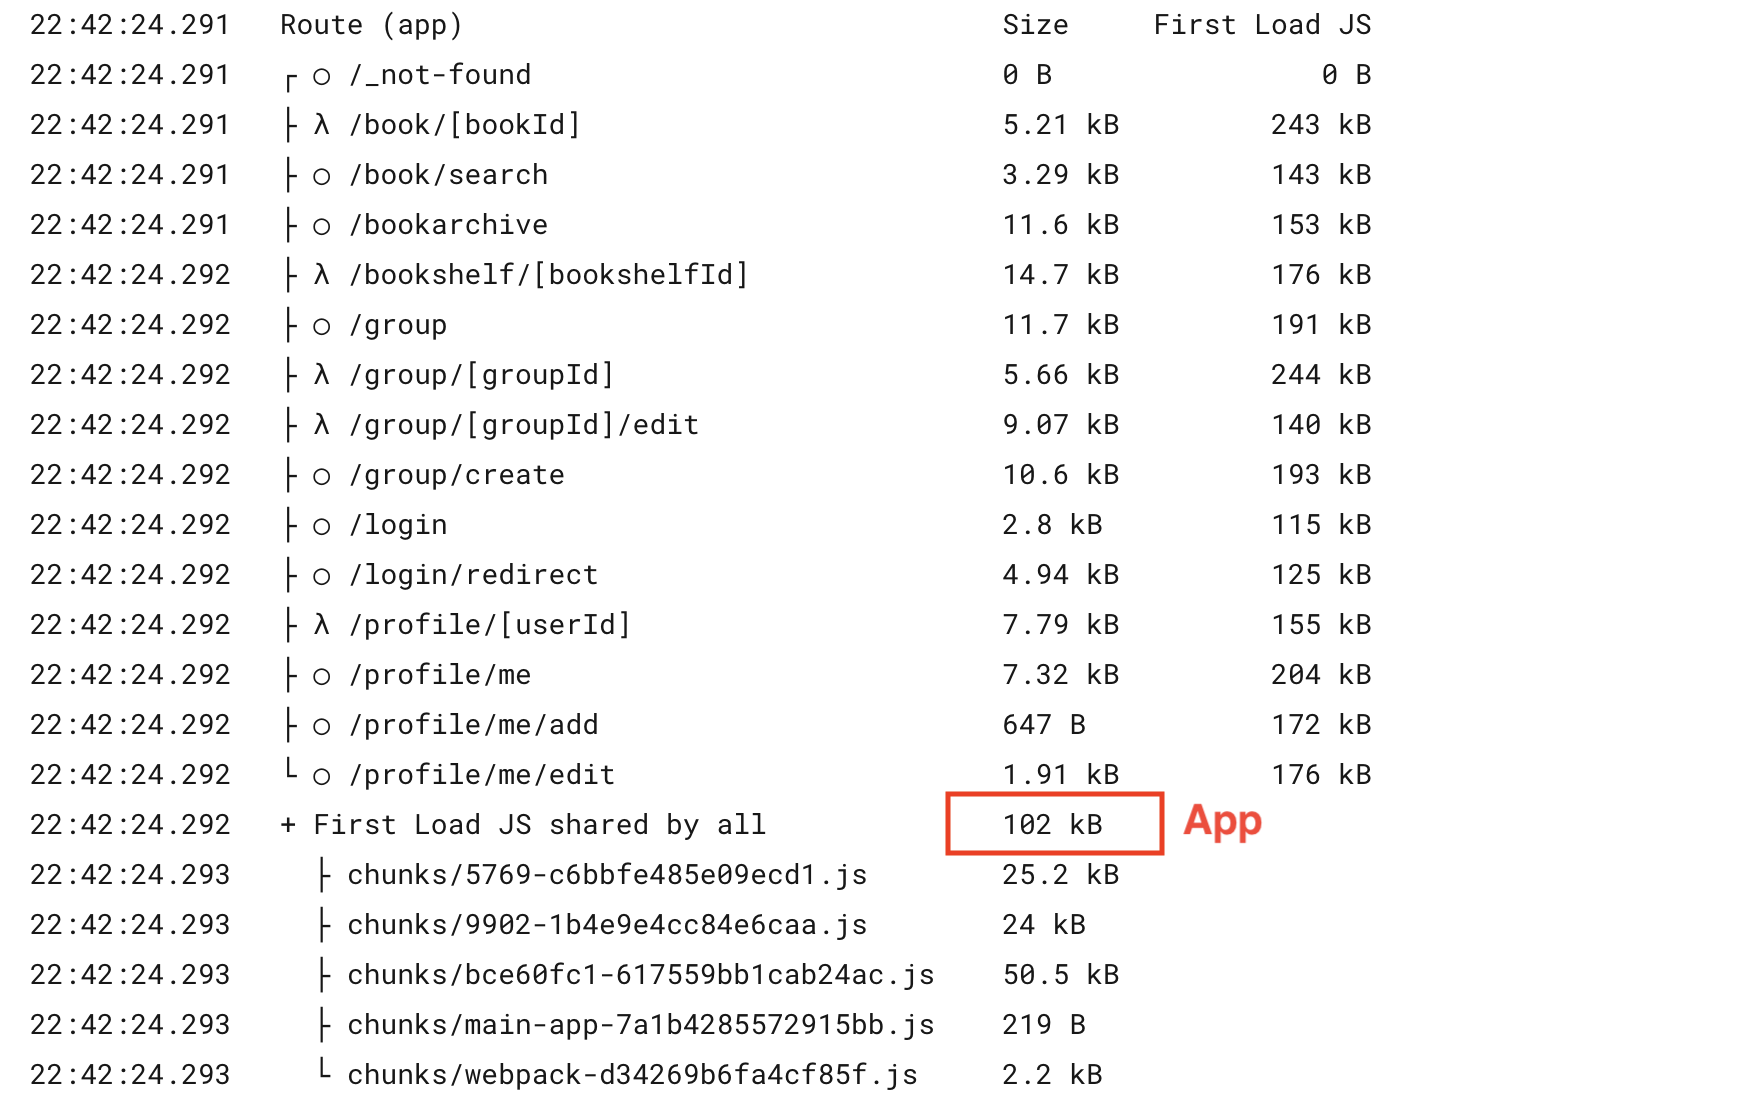 22:42:24.291 Route (app) Size First Load JS
22:42:24.291 ┌ ○ /_not-found 0 B 0 B
22:42:24.291 ├ λ /book/[bookId] 5.21 kB 243 kB
22:42:24.291 ├ ○ /book/search 3.29 kB 143 kB
22:42:24.291 ├ ○ /bookarchive 11.6 kB 153 kB
22:42:24.292 ├ λ /bookshelf/[bookshelfId] 14.7 kB 176 kB
22:42:24.292 ├ ○ /group 11.7 kB 191 kB
22:42:24.292 ├ λ /group/[groupId] 5.66 kB 244 kB
22:42:24.292 ├ λ /group/[groupId]/edit 9.07 kB 140 kB
22:42:24.292 ├ ○ /group/create 10.6 kB 193 kB
22:42:24.292 ├ ○ /login 2.8 kB 115 kB
22:42:24.292 ├ ○ /login/redirect 4.94 kB 125 kB
22:42:24.292 ├ λ /profile/[userId] 7.79 kB 155 kB
22:42:24.292 ├ ○ /profile/me 7.32 kB 204 kB
22:42:24.292 ├ ○ /profile/me/add 647 B 172 kB
22:42:24.292 └ ○ /profile/me/edit 1.91 kB 176 kB
22:42:24.292 + First Load JS shared by all 102 kB App
22:42:24.293 ├ chunks/5769-c6bbfe485e09ecd1.js 25.2 kB
22:42:24.293 ├ chunks/9902-1b4e9e4cc84e6caa.js 24 kB
22:42:24.293 ├ chunks/bce60fc1-617559bb1cab24ac.js 50.5 kB
22:42:24.293 ├ chunks/main-app-7a1b4285572915bb.js 219 B
22:42:24.293 └ chunks/webpack-d34269b6fa4cf85f.js 2.2 kB